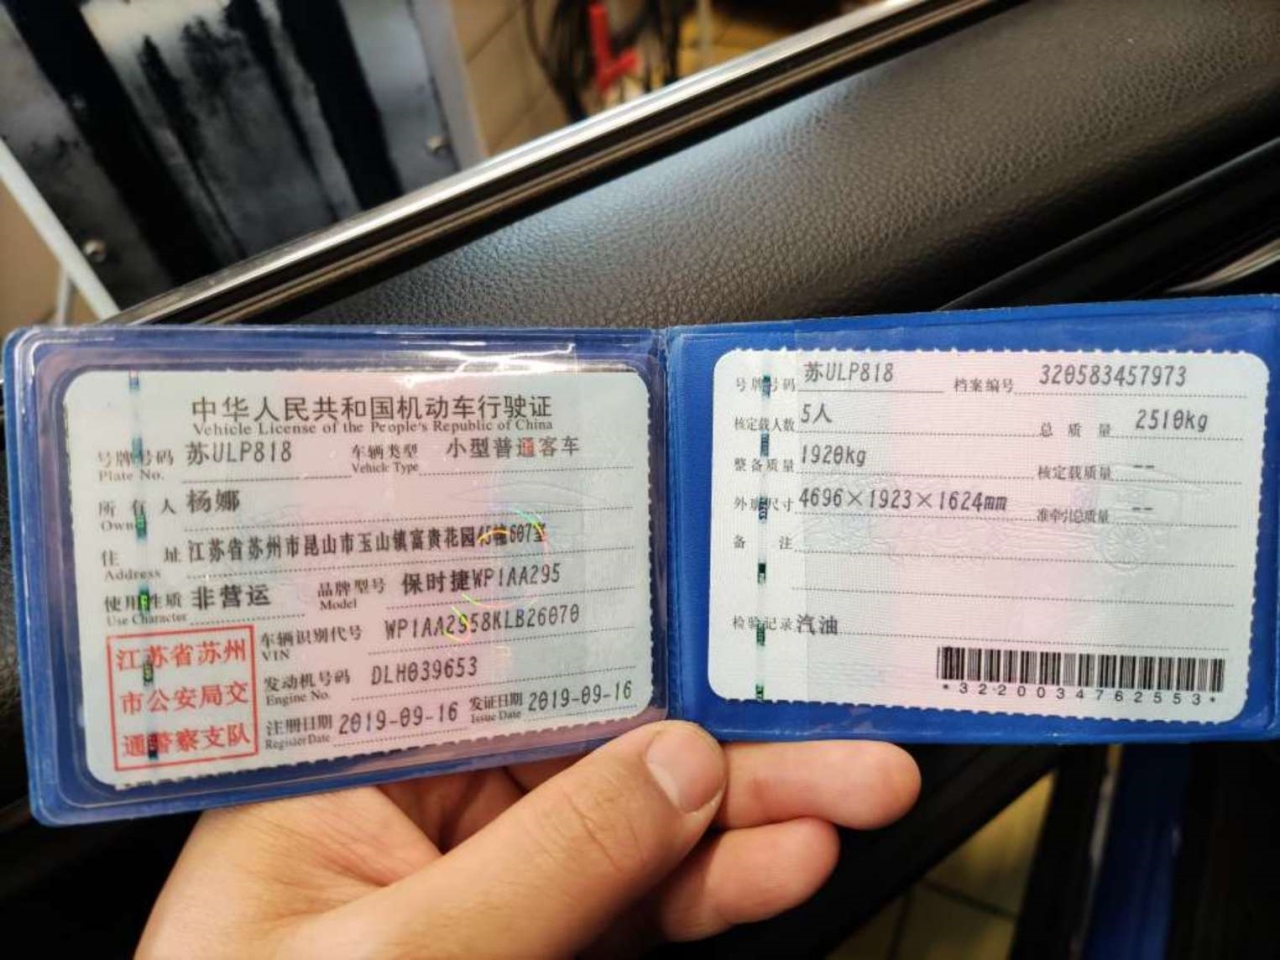 中华人民共和国机动车行驶证
Vehicle License of the People's Republic of China
号牌号码 苏ULP818 车辆类型 小型普通客车
Plate No. Vehicle Type
所有人 杨娜
Owner
住址 江苏省苏州市昆山市玉山镇富贵花园45幢607室
Address
使用性质 非营运 品牌型号 保时捷WP1AA295
Use Character Model
车辆识别代号 WP1AA2958KLB26070
VIN
发动机号码 DLH039653
Engine No.
注册日期 2019-09-16 发证日期 2019-09-16
Register Date Issue Date
江苏省苏州
市公安局交
通警察支队
号牌号码 苏ULP818 档案编号 320583457973
核定载人数 5人 总质量 2510kg
整备质量 1920kg 核定载质量 --
外廓尺寸 4696×1923×1624mm 准牵引总质量 --
备注
检验记录 汽油
*3220034762553*